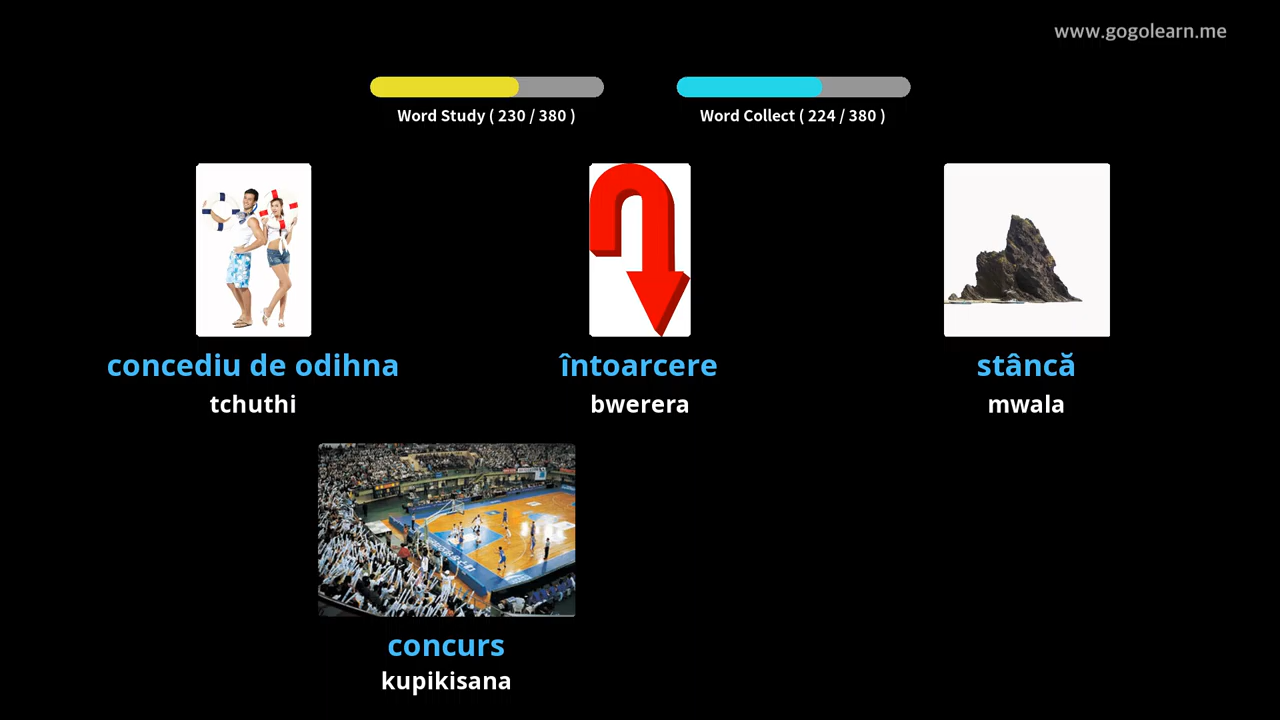 www.gogolearn.me
Word Study ( 230 / 380 )
Word Collect ( 224 / 380 )
concediu de odihna
tchuthi
întoarcere
bwerera
stâncă
mwala
concurs
kupikisana